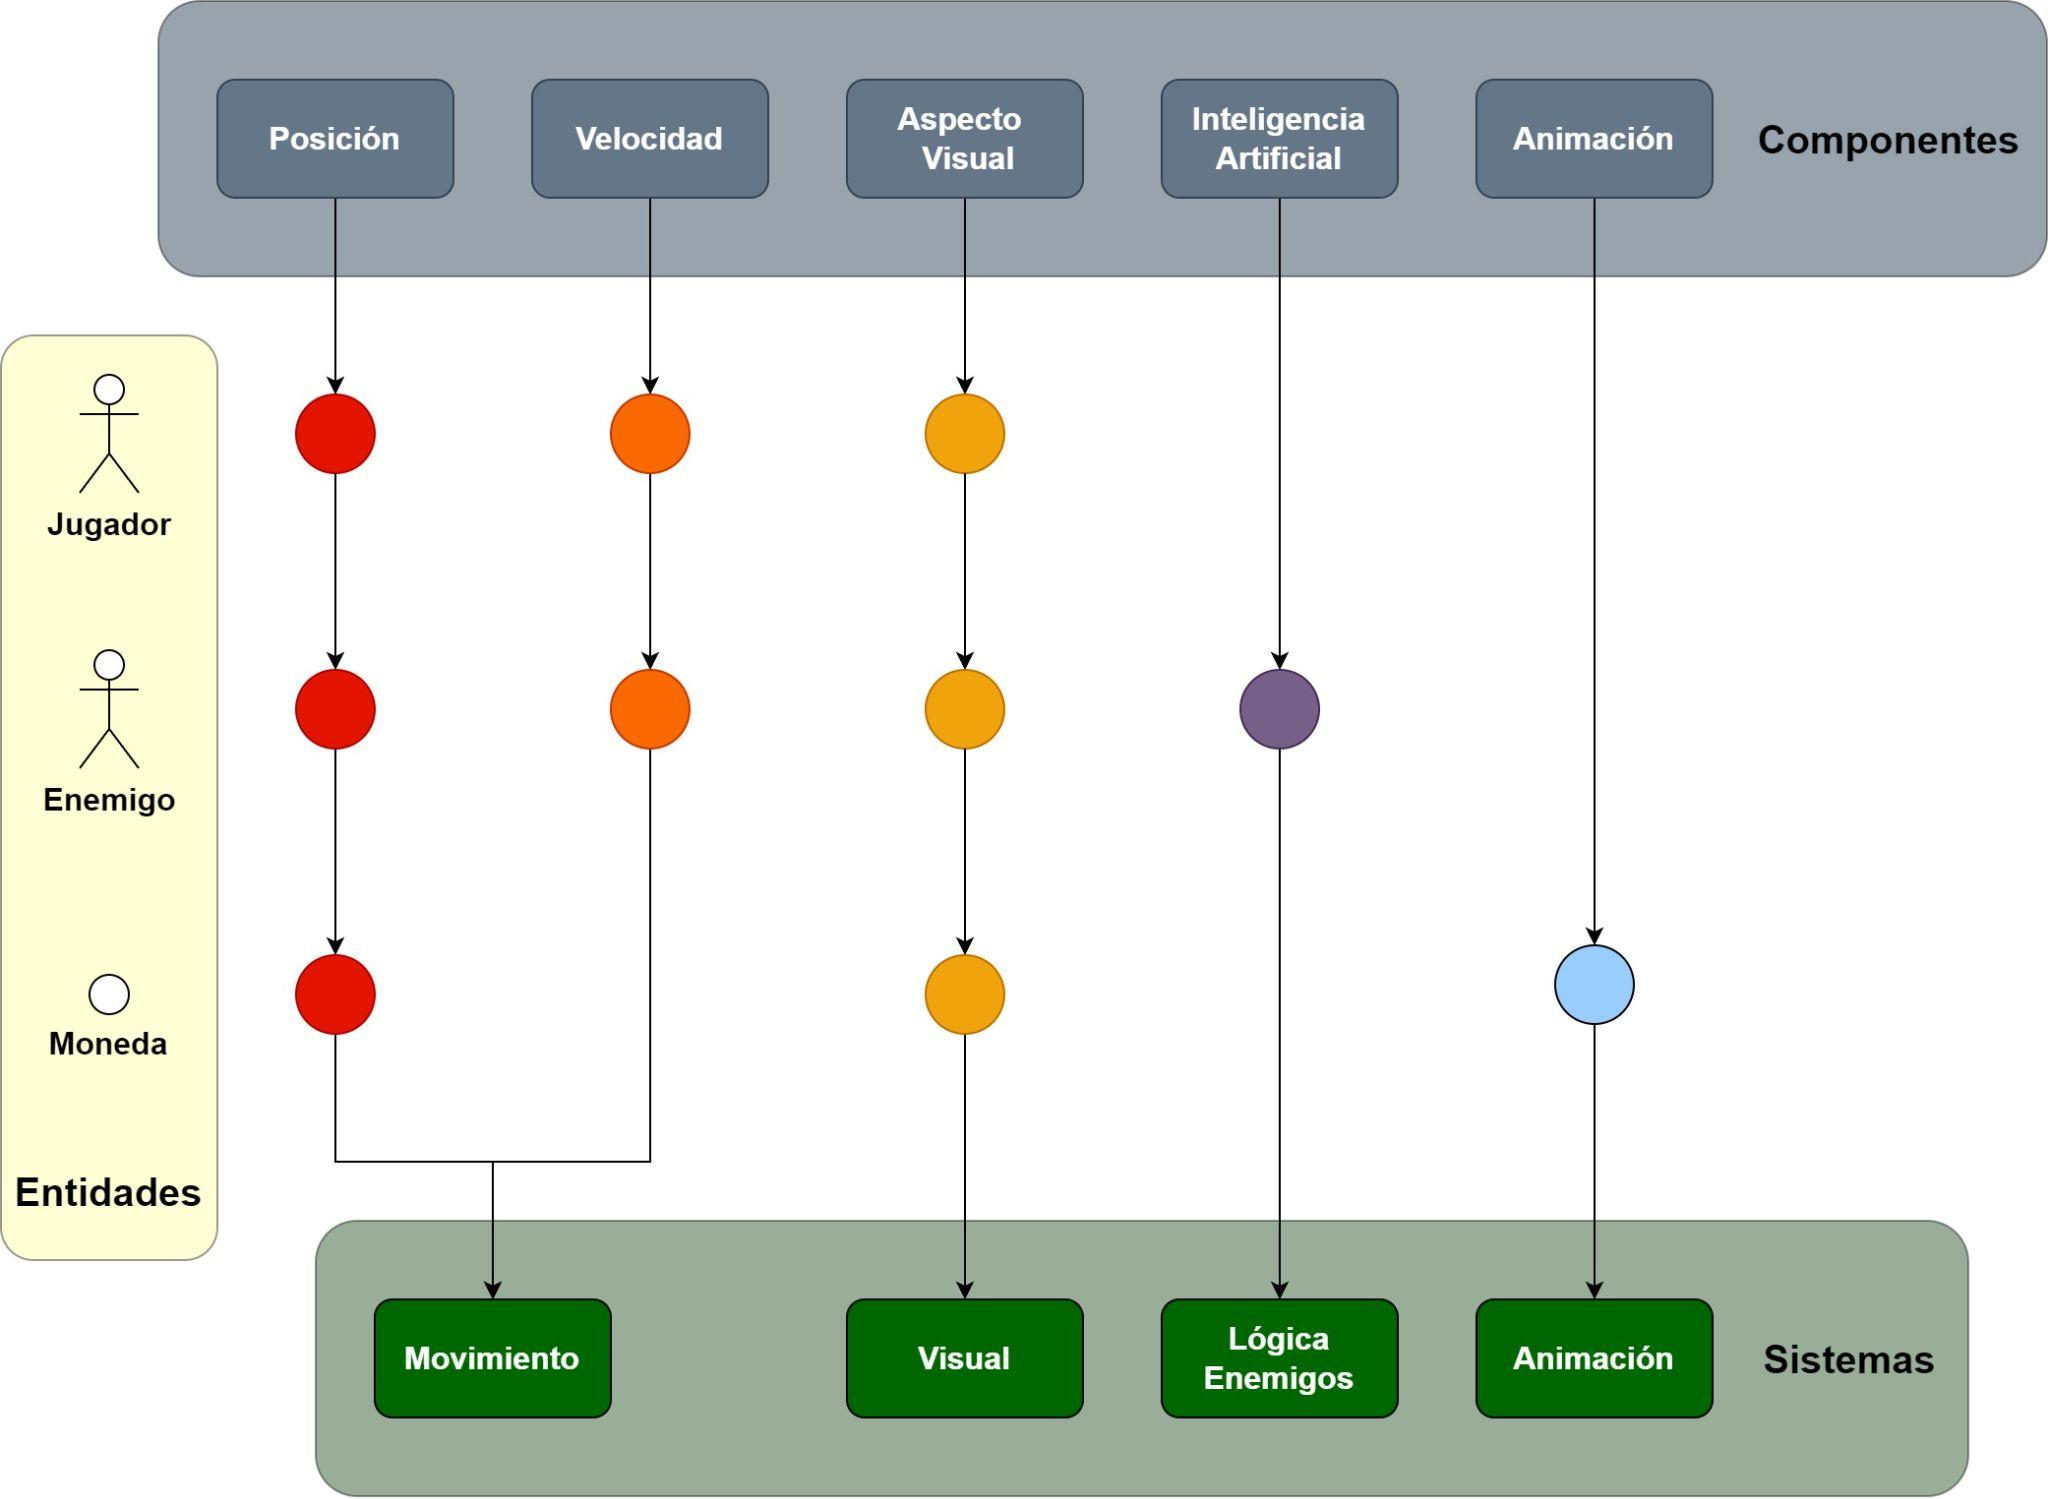 Posición
Velocidad
Aspecto
Visual
Inteligencia
Artificial
Animación
Componentes
Jugador
Enemigo
Moneda
Entidades
Movimiento
Visual
Lógica
Enemigos
Animación
Sistemas